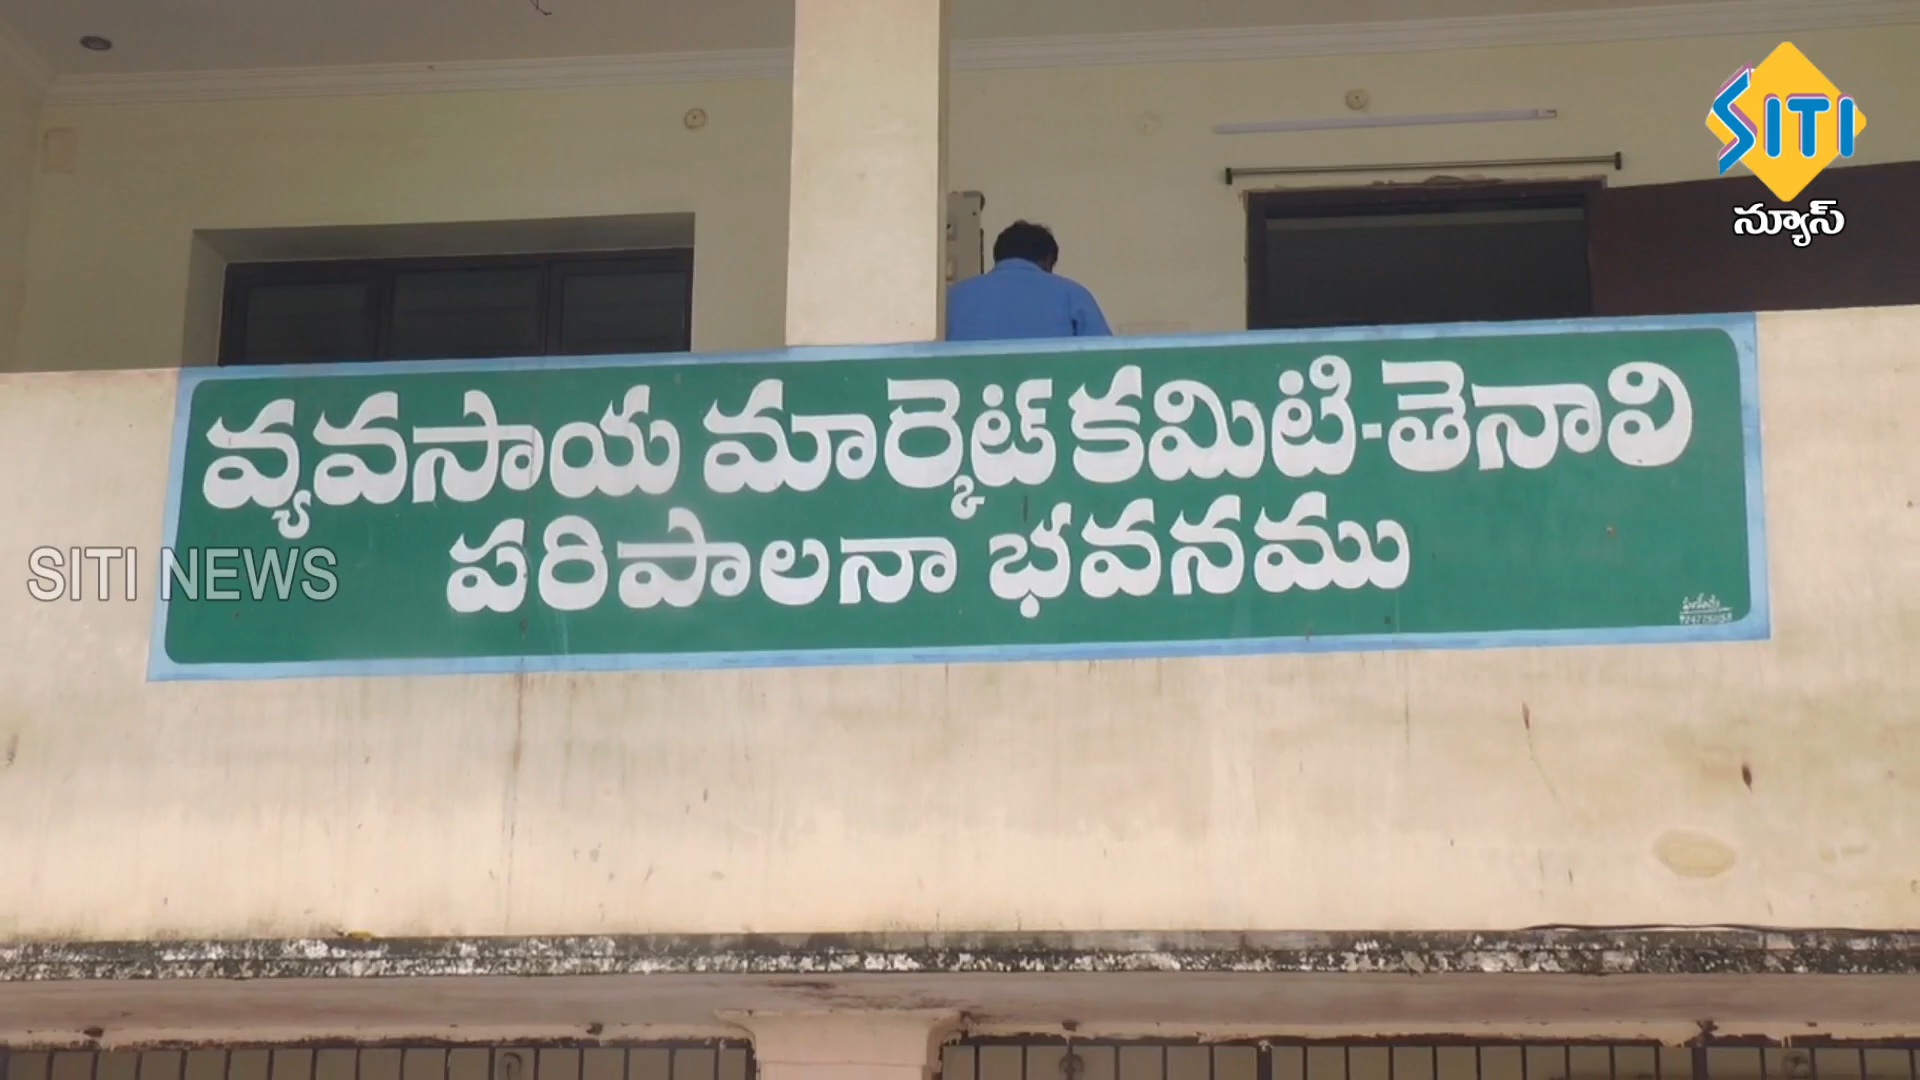 SITI
న్యూస్
వ్యవసాయ మార్కెట్ కమిటి-తెనాలి
పరిపాలనా భవనము
SITI NEWS